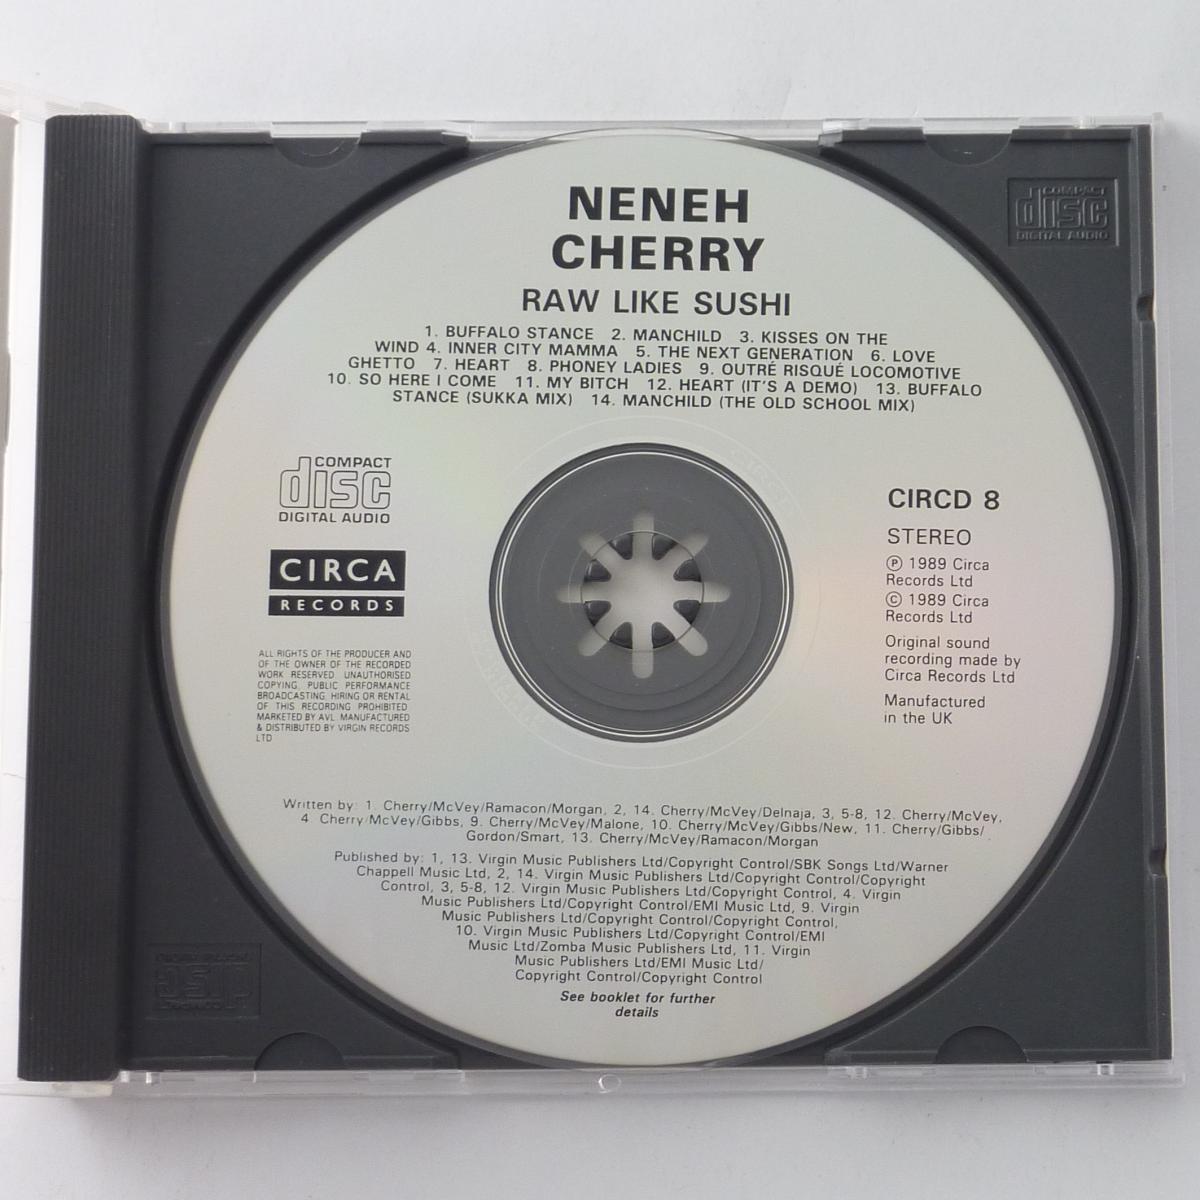 NENEH
CHERRY
RAW LIKE SUSHI
1. BUFFALO STANCE 2. MANCHILD 3. KISSES ON THE
WIND 4. INNER CITY MAMMA 5. THE NEXT GENERATION 6. LOVE
GHETTO 7. HEART 8. PHONEY LADIES 9. OUTRÉ RISQUÉ LOCOMOTIVE
10. SO HERE I COME 11. MY BITCH 12. HEART (IT'S A DEMO) 13. BUFFALO
STANCE (SUKKA MIX) 14. MANCHILD (THE OLD SCHOOL MIX)
COMPACT
disc
DIGITAL AUDIO
CIRCA
RECORDS
ALL RIGHTS OF THE PRODUCER AND
OF THE OWNER OF THE RECORDED
WORK RESERVED. UNAUTHORISED
COPYING, PUBLIC PERFORMANCE
BROADCASTING, HIRING OR RENTAL
OF THIS RECORDING PROHIBITED
MARKETED BY AVL. MANUFACTURED
& DISTRIBUTED BY VIRGIN RECORDS
LTD
CIRCD 8
STEREO
Ⓟ 1989 Circa
Records Ltd
© 1989 Circa
Records Ltd
Original sound
recording made by
Circa Records Ltd
Manufactured
in the UK
Written by: 1. Cherry/McVey/Ramacon/Morgan, 2, 14. Cherry/McVey/Delnaja, 3, 5-8, 12. Cherry/McVey,
4. Cherry/McVey/Gibbs, 9. Cherry/McVey/Malone, 10. Cherry/McVey/Gibbs/New, 11. Cherry/Gibbs/
Gordon/Smart, 13. Cherry/McVey/Ramacon/Morgan
Published by: 1, 13. Virgin Music Publishers Ltd/Copyright Control/SBK Songs Ltd/Warner
Chappell Music Ltd, 2, 14. Virgin Music Publishers Ltd/Copyright Control/Copyright
Control, 3, 5-8, 12. Virgin Music Publishers Ltd/Copyright Control, 4. Virgin
Music Publishers Ltd/Copyright Control/EMI Music Ltd, 9. Virgin
Music Publishers Ltd/Copyright Control/Copyright Control,
10. Virgin Music Publishers Ltd/Copyright Control/EMI
Music Ltd/Zomba Music Publishers Ltd, 11. Virgin
Music Publishers Ltd/EMI Music Ltd/
Copyright Control/Copyright Control
See booklet for further
details
COMPACT
disc
DIGITAL AUDIO